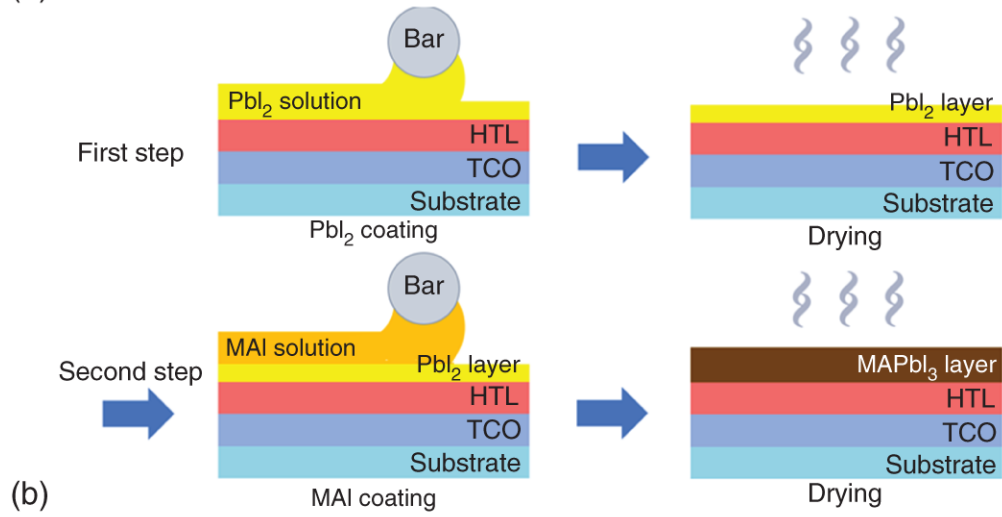 Bar
PbI₂ solution
HTL
TCO
Substrate
PbI₂ coating
First step
PbI₂ layer
HTL
TCO
Substrate
Drying
Bar
MAI solution
PbI₂ layer
HTL
TCO
Substrate
MAI coating
Second step
MAPbI₃ layer
HTL
TCO
Substrate
Drying
(b)